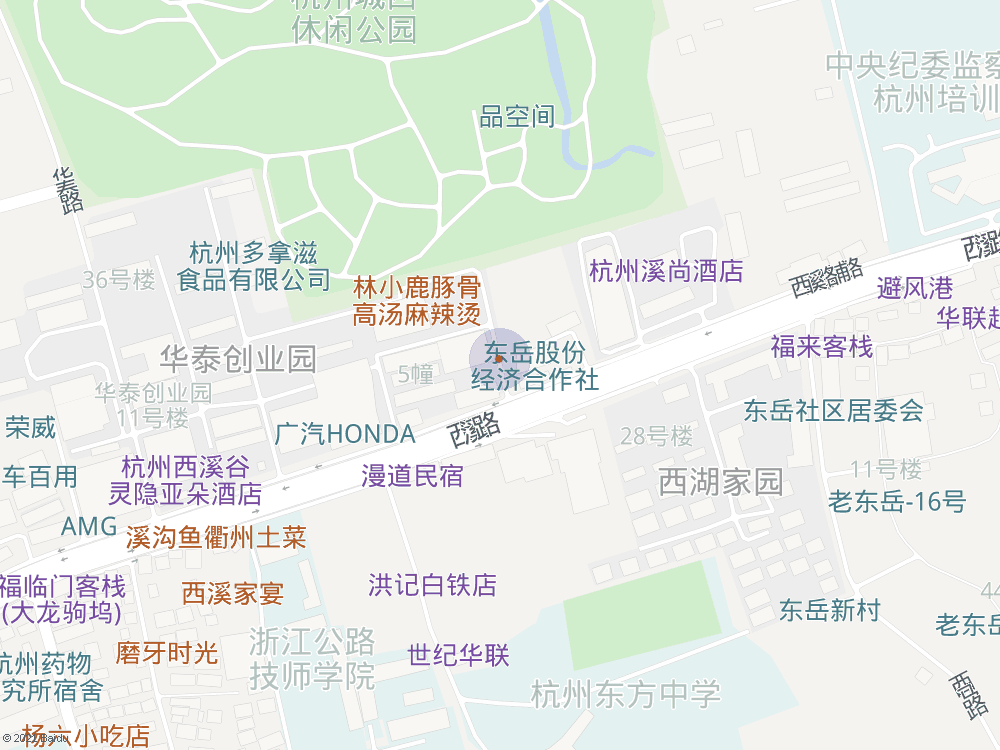 杭州城西
休闲公园
中央纪委监察
杭州培训
品空间
华泰路
杭州多拿滋
食品有限公司
36号楼
林小鹿豚骨
高汤麻辣烫
杭州溪尚酒店
西溪路辅路
西溪路
避风港
华联超
福来客栈
华泰创业园
东岳股份
经济合作社
5幢
华泰创业园
11号楼
荣威
广汽HONDA
西溪路
28号楼
东岳社区居委会
车百用
杭州西溪谷
灵隐亚朵酒店
漫道民宿
西湖家园
11号楼
老东岳-16号
AMG
溪沟鱼衢州土菜
福临门客栈
(大龙驹坞)
西溪家宴
洪记白铁店
44
东岳新村
老东岳
浙江公路
技师学院
磨牙时光
世纪华联
杭州药物
究所宿舍
杭州东方中学
杨六小吃店
© 2022 Baidu